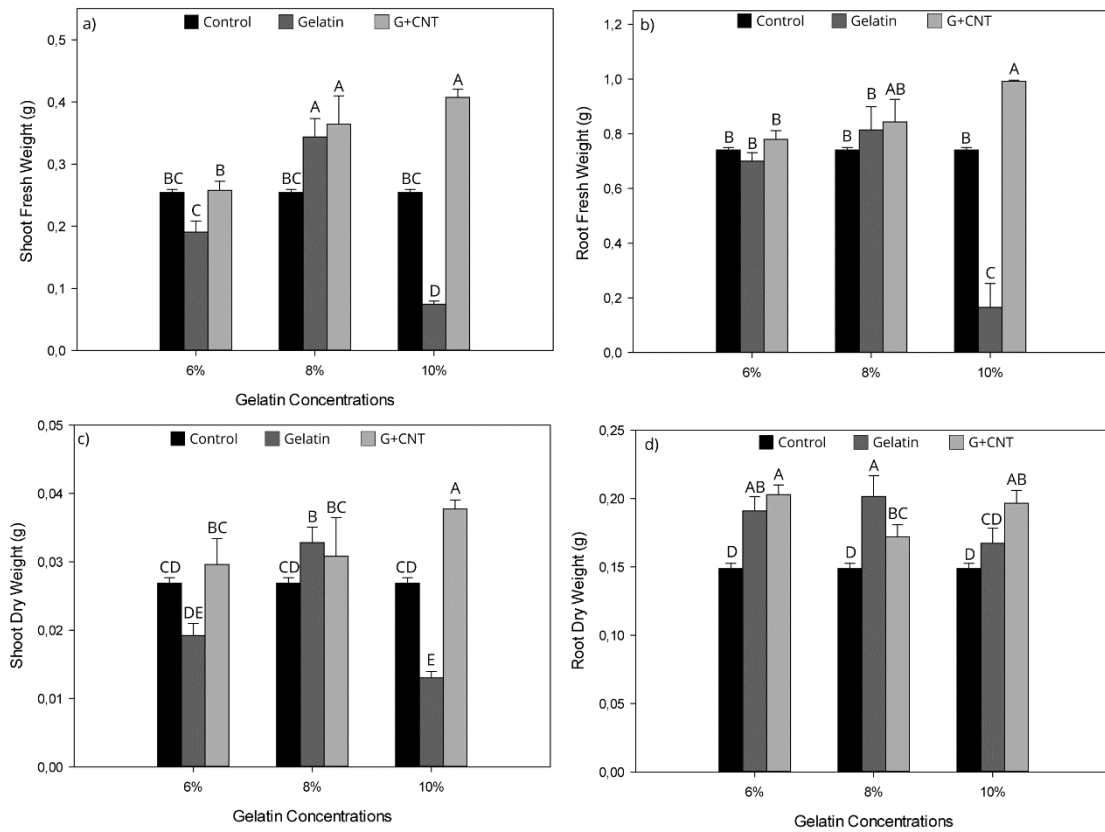 a) Control Gelatin G+CNT
Shoot Fresh Weight (g)
0,5
0,4
0,3
0,2
0,1
0,0
BC C B
BC A A
BC D A
6% 8% 10%
Gelatin Concentrations
b) Control Gelatin G+CNT
Root Fresh Weight (g)
1,2
1,0
0,8
0,6
0,4
0,2
0,0
B B B
B B AB
B C A
6% 8% 10%
c) Control Gelatin G+CNT
Shoot Dry Weight (g)
0,05
0,04
0,03
0,02
0,01
0,00
CD DE BC
CD B BC
CD E A
6% 8% 10%
Gelatin Concentrations
d) Control Gelatin G+CNT
Root Dry Weight (g)
0,25
0,20
0,15
0,10
0,05
0,00
D AB A
D A BC
D CD AB
6% 8% 10%
Gelatin Concentrations